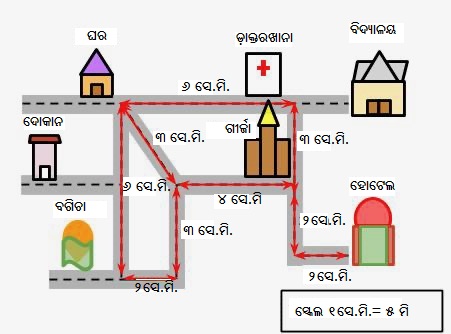 ବିଦ୍ୟାଳୟ
ଘର
ଡ଼ାକ୍ତରଖାନା
୬ ସେ.ମି.
ଦୋକାନ
୩ ସେ.ମି.
ଗୀର୍ଜା
୩ ସେ.ମି.
୬ ସେ.ମି.
୪ ସେ.ମି
ହୋଟେଲ
ବଗିଚା
୩ ସେ.ମି.
୨ସେ.ମି.
୨ସେ.ମି.
୨ସେ.ମି.
ସ୍କେଲ ୧ସେ.ମି.= ୫ ମି